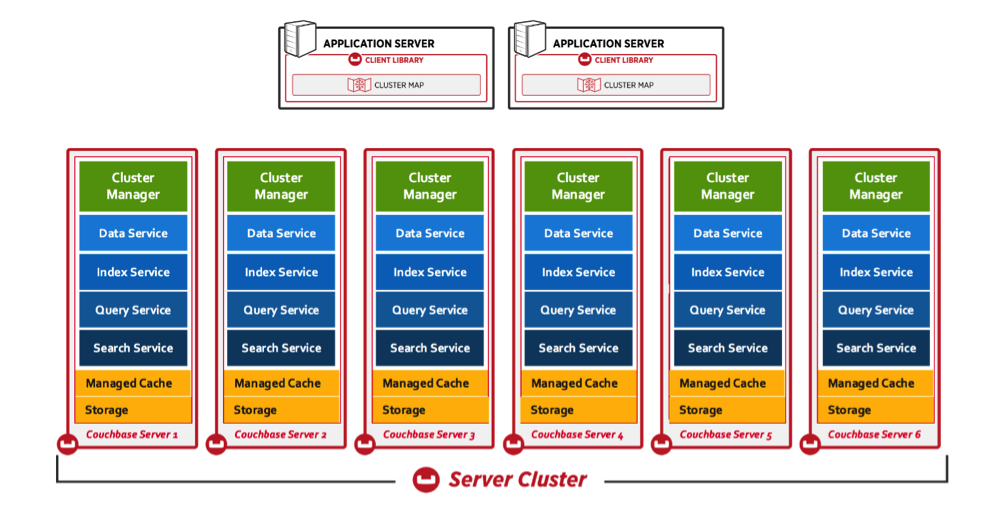 APPLICATION SERVER
CLIENT LIBRARY
CLUSTER MAP
APPLICATION SERVER
CLIENT LIBRARY
CLUSTER MAP
Cluster
Manager
Data Service
Index Service
Query Service
Search Service
Managed Cache
Storage
Couchbase Server 1
Cluster
Manager
Data Service
Index Service
Query Service
Search Service
Managed Cache
Storage
Couchbase Server 2
Cluster
Manager
Data Service
Index Service
Query Service
Search Service
Managed Cache
Storage
Couchbase Server 3
Cluster
Manager
Data Service
Index Service
Query Service
Search Service
Managed Cache
Storage
Couchbase Server 4
Cluster
Manager
Data Service
Index Service
Query Service
Search Service
Managed Cache
Storage
Couchbase Server 5
Cluster
Manager
Data Service
Index Service
Query Service
Search Service
Managed Cache
Storage
Couchbase Server 6
Server Cluster